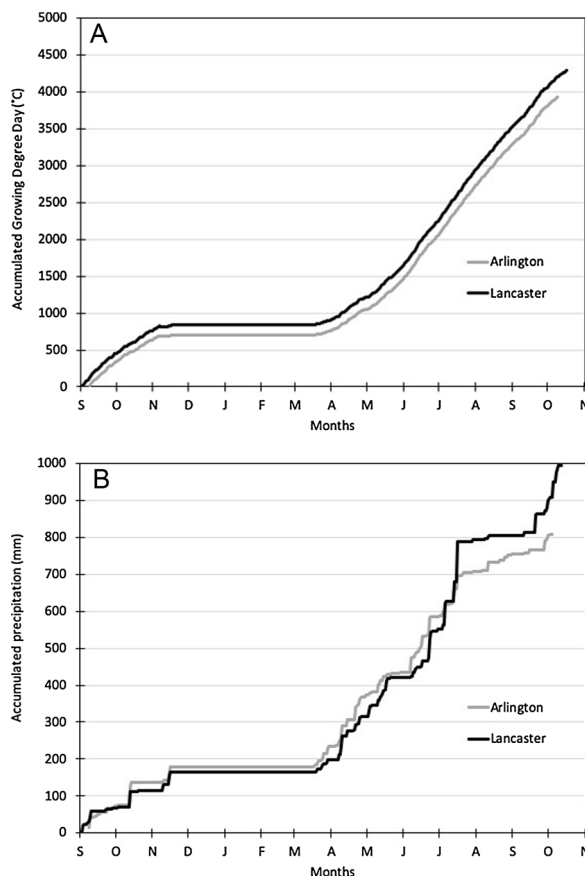 A
Accumulated Growing Degree Day (˚C)
5000
4500
4000
3500
3000
2500
2000
1500
1000
500
0
Arlington
Lancaster
S O N D J F M A M J J A S O N
Months
B
Accumulated precipitation (mm)
1000
900
800
700
600
500
400
300
200
100
0
Arlington
Lancaster
S O N D J F M A M J J A S O N
Months